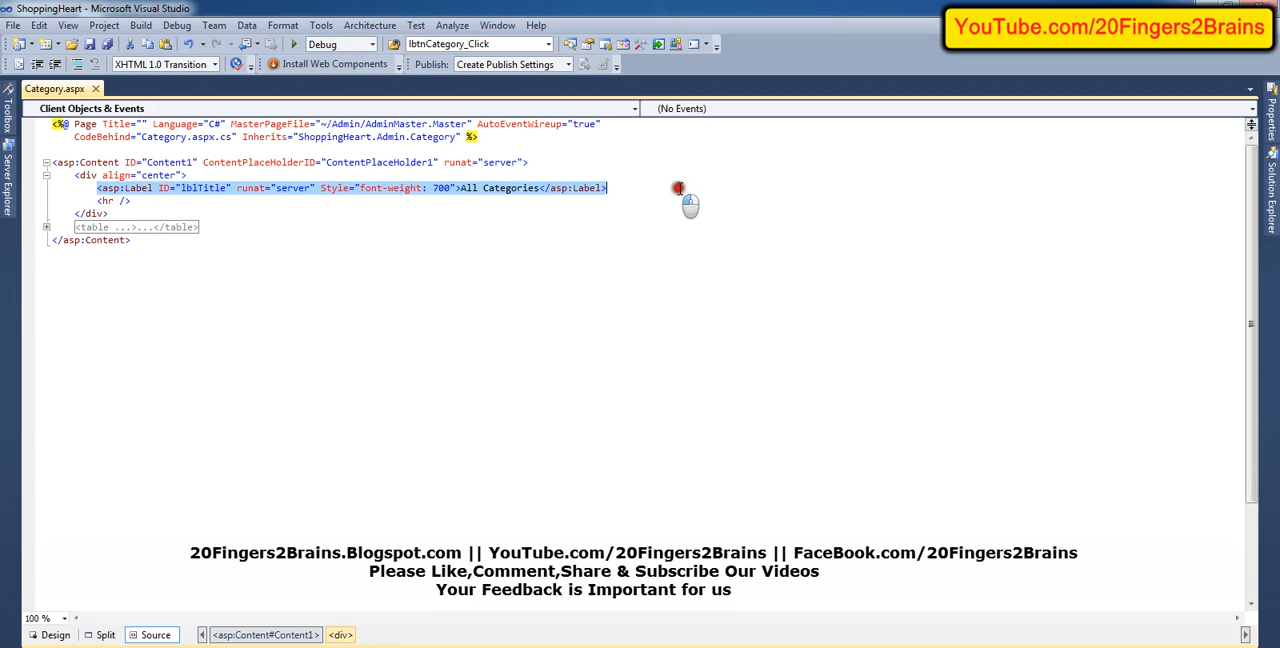 ShoppingHeart - Microsoft Visual Studio
File Edit View Project Build Debug Team Data Format Tools Architecture Test Analyze Window Help
YouTube.com/20Fingers2Brains
Debug lbtnCategory_Click
XHTML 1.0 Transition Install Web Components Publish: Create Publish Settings
Category.aspx
Client Objects & Events (No Events)
<%@ Page Title="" Language="C#" MasterPageFile="~/Admin/AdminMaster.Master" AutoEventWireup="true"
CodeBehind="Category.aspx.cs" Inherits="ShoppingHeart.Admin.Category" %>
<asp:Content ID="Content1" ContentPlaceHolderID="ContentPlaceHolder1" runat="server">
<div align="center">
<asp:Label ID="lblTitle" runat="server" Style="font-weight: 700">All Categories</asp:Label>
<hr />
</div>
<table ...>...</table>
</asp:Content>
Toolbox
Server Explorer
Properties
Solution Explorer
20Fingers2Brains.Blogspot.com || YouTube.com/20Fingers2Brains || FaceBook.com/20Fingers2Brains
Please Like,Comment,Share & Subscribe Our Videos
Your Feedback is Important for us
100 %
Design Split Source <asp:Content#Content1> <div>